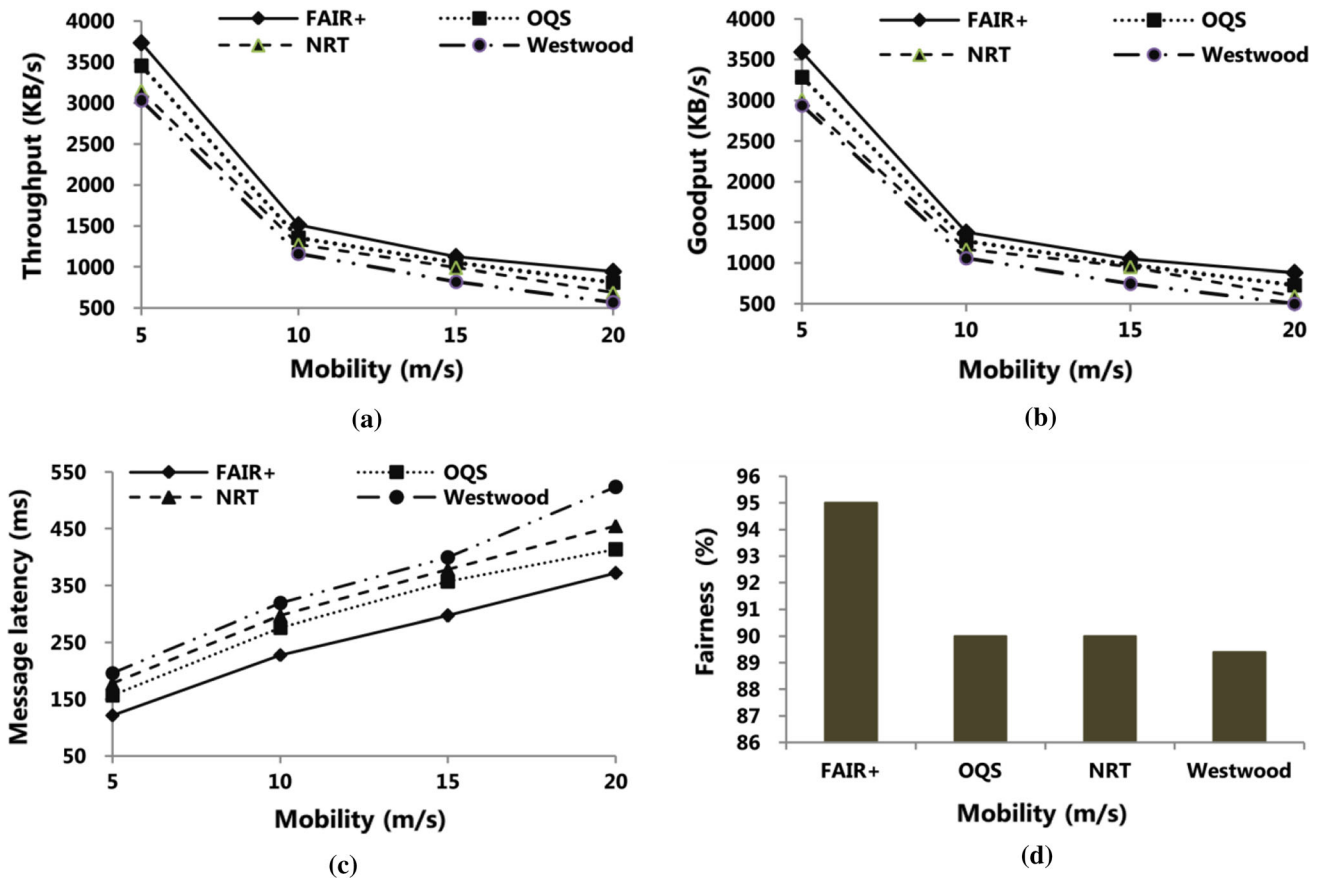 FAIR+ OQS
NRT Westwood
4000
3500
3000
2500
2000
1500
1000
500
Throughput (KB/s)
5 10 15 20
Mobility (m/s)
(a)
FAIR+ OQS
NRT Westwood
4000
3500
3000
2500
2000
1500
1000
500
Goodput (KB/s)
5 10 15 20
Mobility (m/s)
(b)
FAIR+ OQS
NRT Westwood
550
450
350
250
150
50
Message latency (ms)
5 10 15 20
Mobility (m/s)
(c)
96
95
94
93
92
91
90
89
88
87
86
Fairness (%)
FAIR+ OQS NRT Westwood
Mobility (m/s)
(d)